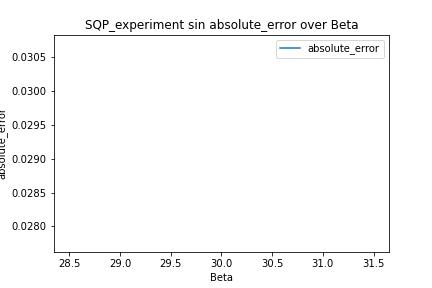 SQP_experiment sin absolute_error over Beta
absolute_error
0.0305
0.0300
0.0295
0.0290
0.0285
0.0280
absolute_error
28.5 29.0 29.5 30.0 30.5 31.0 31.5
Beta